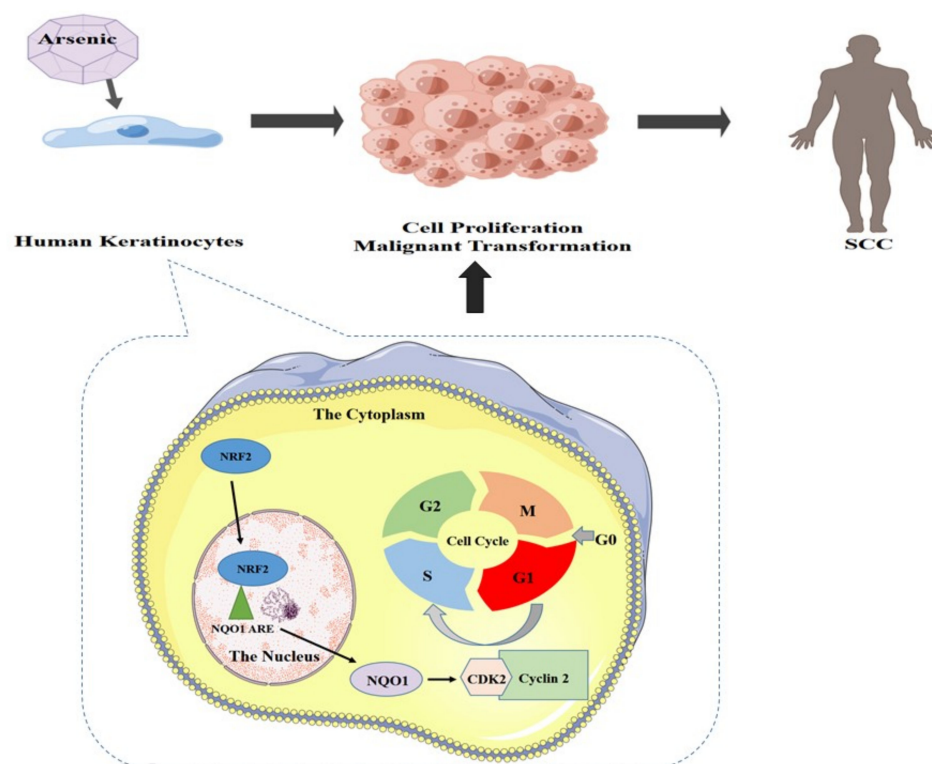 Arsenic
Human Keratinocytes
Cell Proliferation
Malignant Transformation
SCC
The Cytoplasm
NRF2
G2
M
Cell Cycle
G0
S
G1
NRF2
NQO1 ARE
The Nucleus
NQO1
CDK2
Cyclin 2